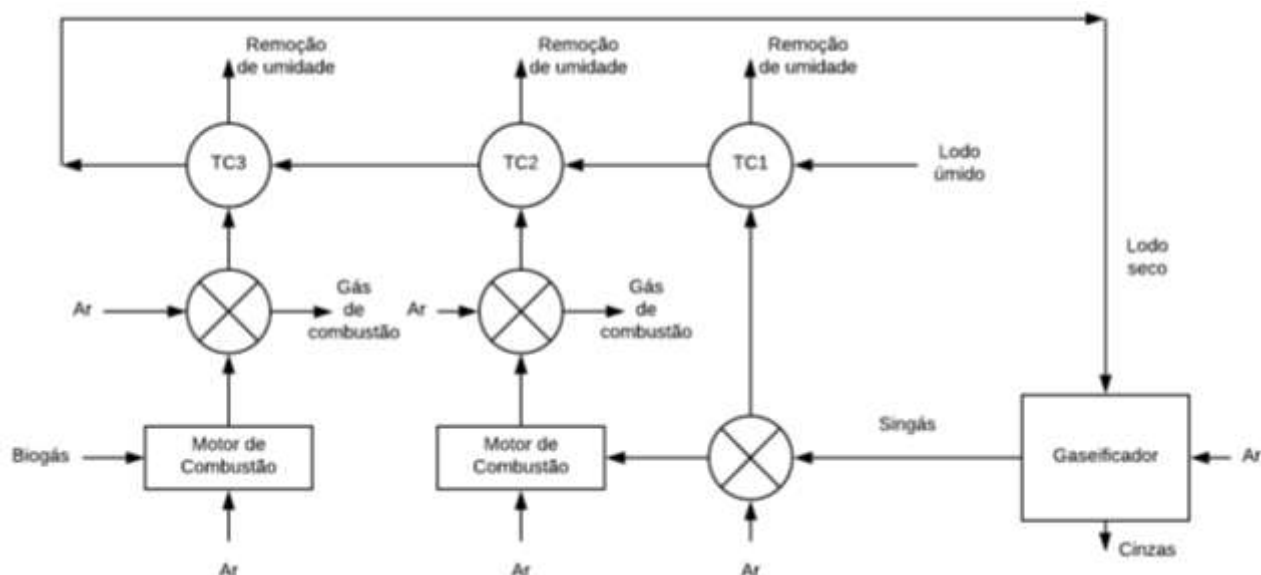 Remoção
de umidade
Remoção
de umidade
Remoção
de umidade
TC3
TC2
TC1
Lodo
úmido
Lodo
seco
Ar
Gás
de
combustão
Ar
Gás
de
combustão
Singás
Biogás
Motor de
Combustão
Motor de
Combustão
Gaseificador
Ar
Cinzas
Ar
Ar
Ar